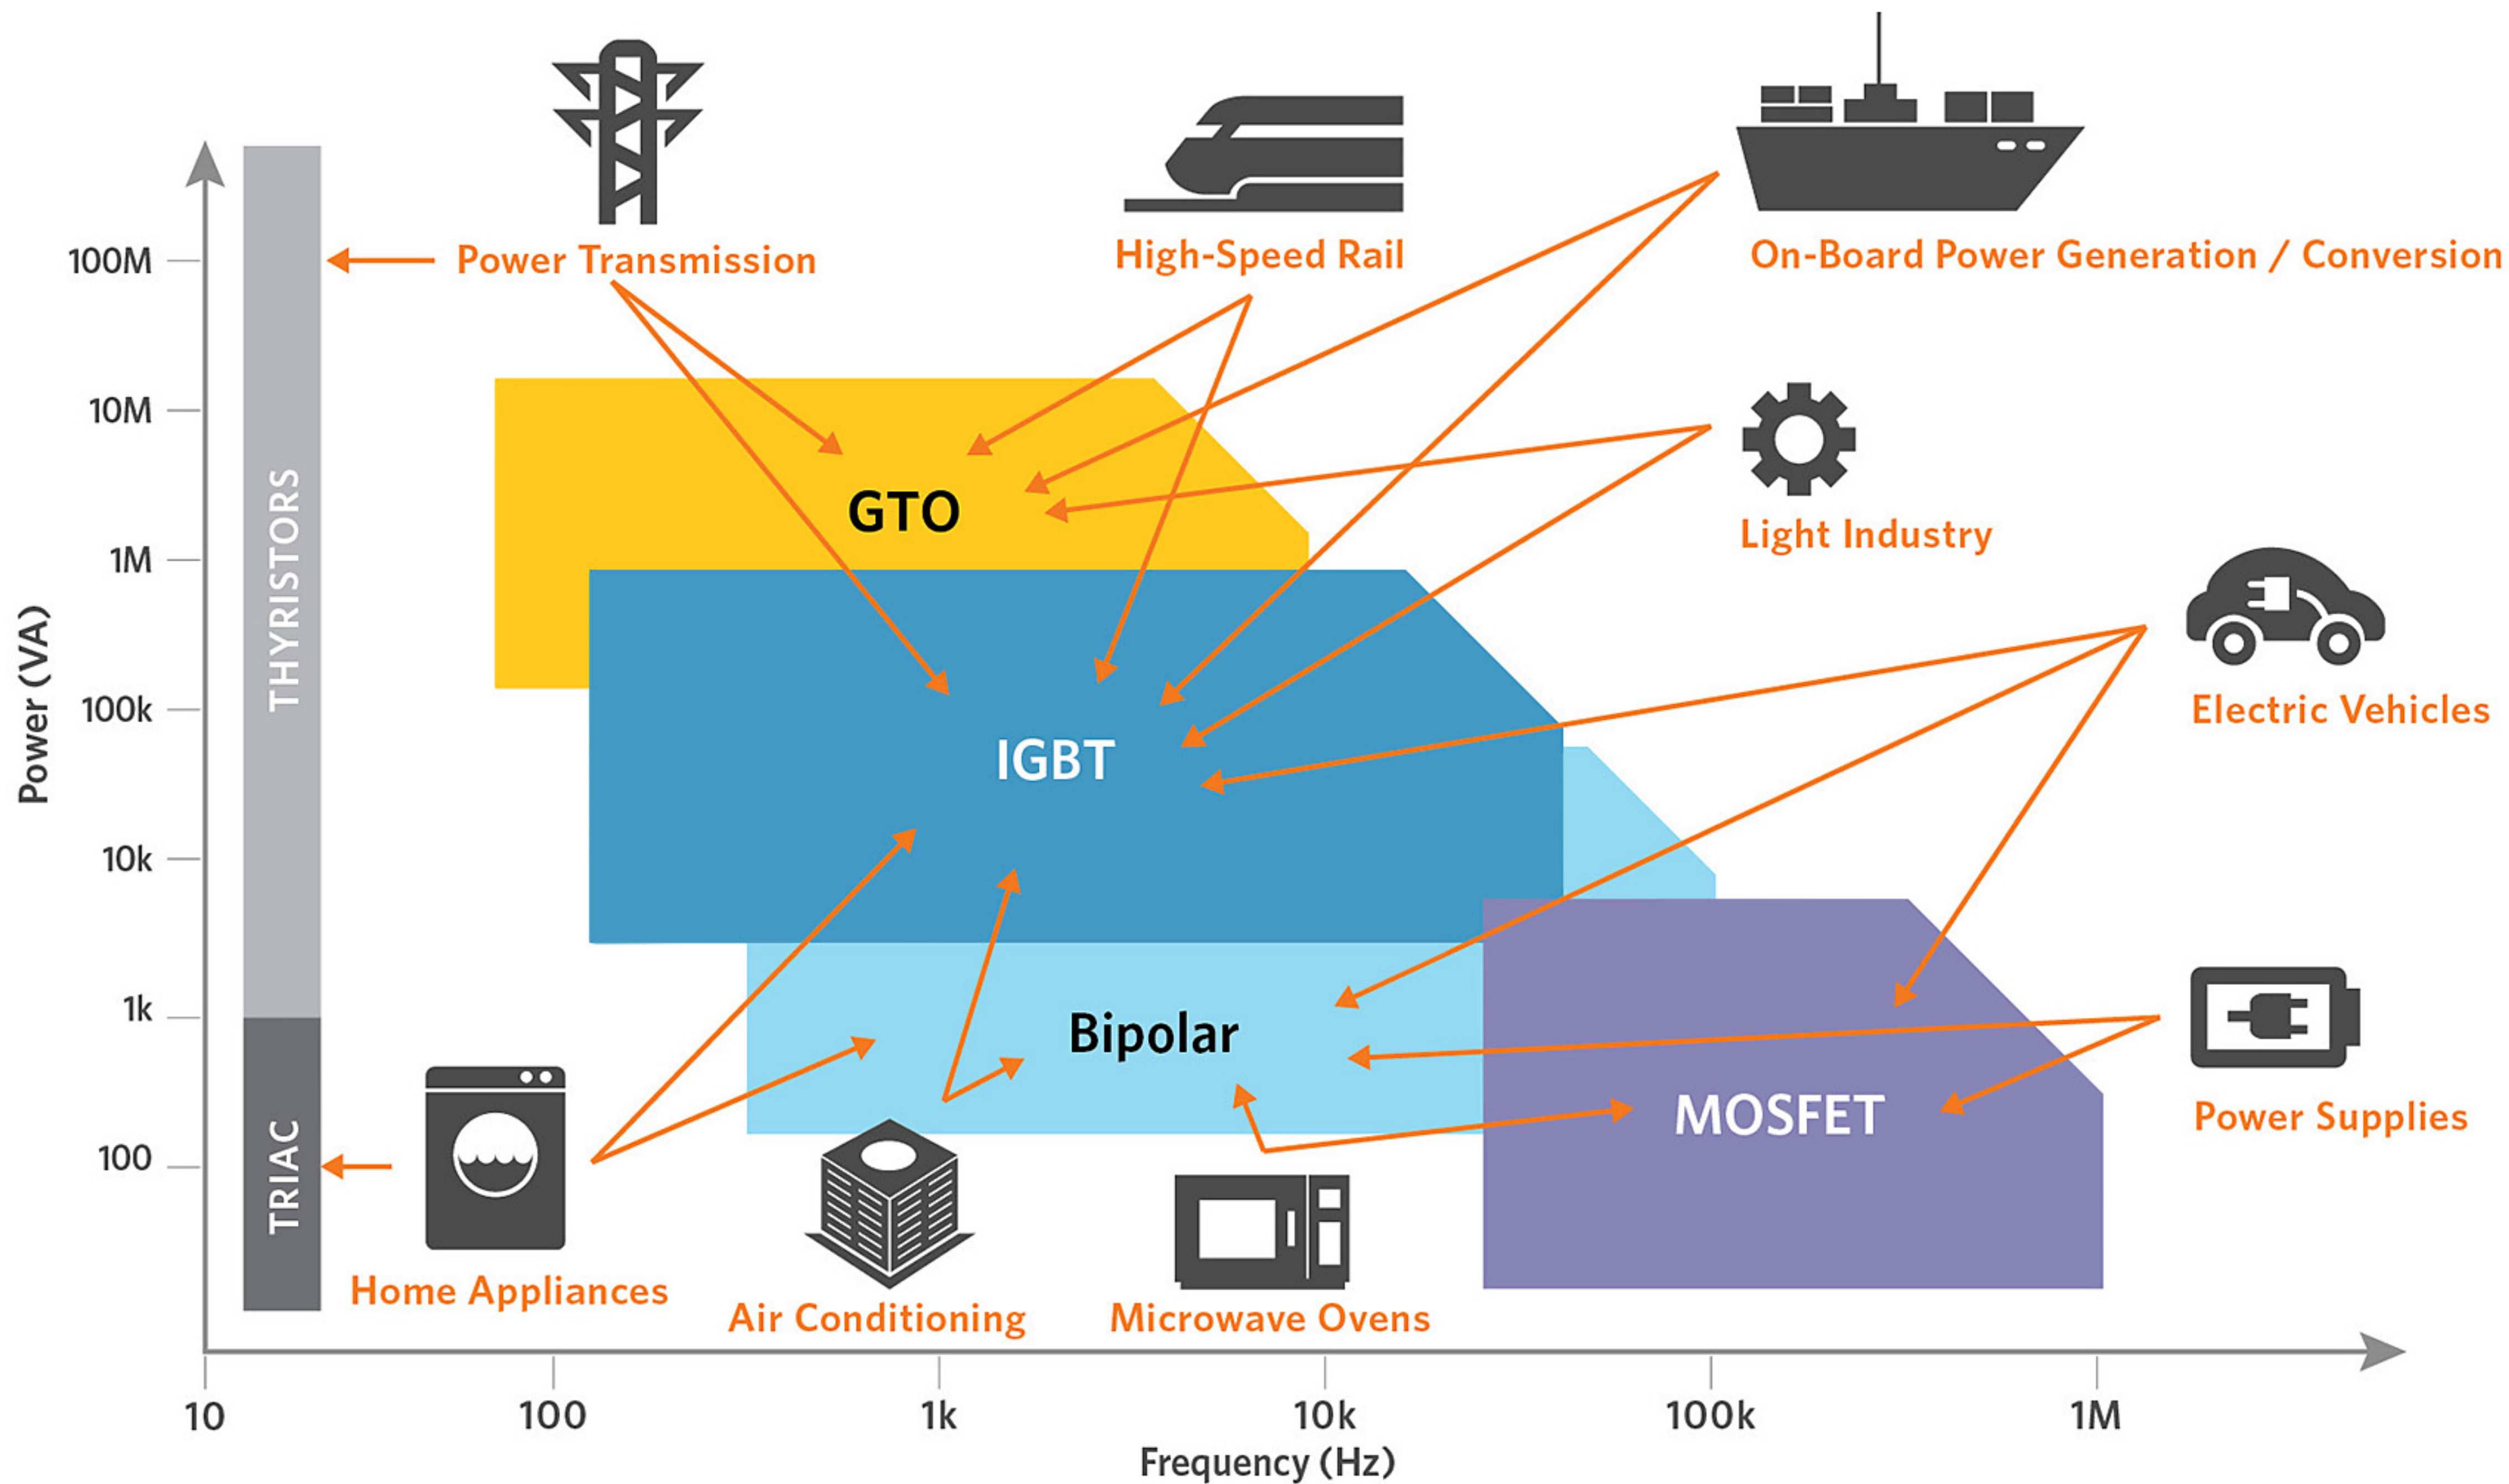 Power Transmission
High-Speed Rail
On-Board Power Generation / Conversion
100M
10M
1M
100k
10k
1k
100
Power (VA)
THYRISTORS
TRIAC
GTO
Light Industry
IGBT
Electric Vehicles
Bipolar
MOSFET
Power Supplies
Home Appliances
Air Conditioning
Microwave Ovens
10
100
1k
10k
100k
1M
Frequency (Hz)